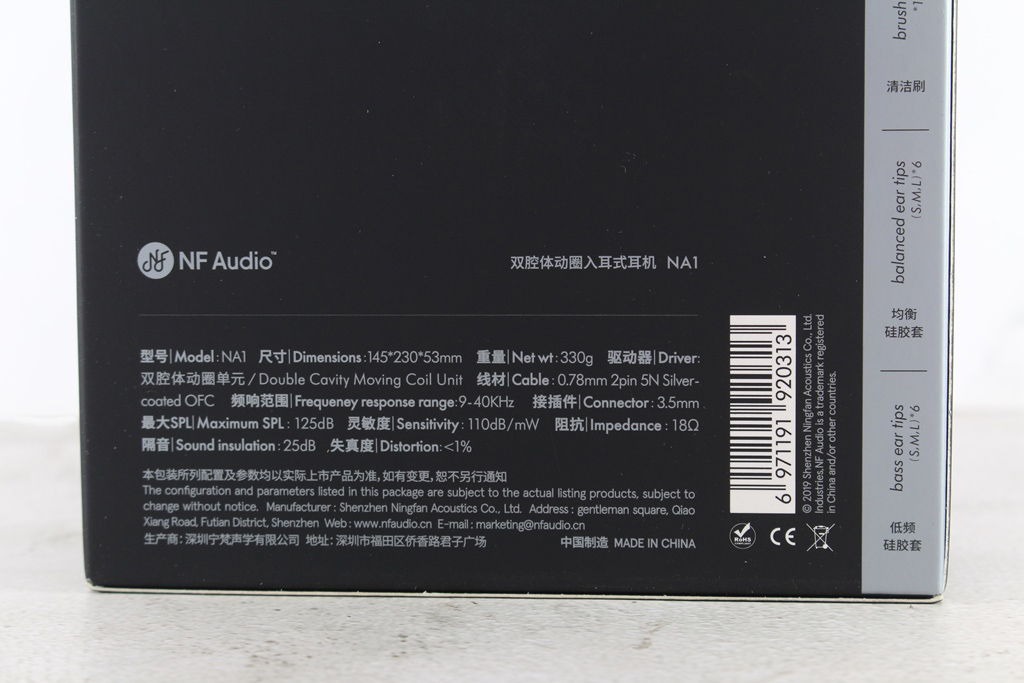 NF Audio™
双腔体动圈入耳式耳机 NA1
型号|Model:NA1 尺寸|Dimensions:145*230*53mm 重量|Net wt:330g 驱动器|Driver:
双腔体动圈单元/Double Cavity Moving Coil Unit 线材|Cable:0.78mm 2pin 5N Silver-
coated OFC 频响范围|Frequeney response range:9-40KHz 接插件|Connector:3.5mm
最大SPL|Maximum SPL:125dB 灵敏度|Sensitivity:110dB/mW 阻抗|Impedance:18Ω
隔音|Sound insulation:25dB 失真度|Distortion:<1%
本包装所列配置及参数均以实际上市产品为准,如有变更,恕不另行通知
The configuration and parameters listed in this package are subject to the actual listing products, subject to
change without notice. Manufacturer: Shenzhen Ningfan Acoustics Co., Ltd. Address: gentleman square, Qiao
Xiang Road, Futian District, Shenzhen Web: www.nfaudio.cn E-mail: marketing@nfaudio.cn
生产商:深圳宁梵声学有限公司 地址:深圳市福田区侨香路君子广场
中国制造 MADE IN CHINA
6 971191 920313
© 2019 Shenzhen Ningfan Acoustics Co., Ltd.
Industries,NF Audio is a trademark registered
in China and/or other countries.
RoHS
CE
brush
*1
清洁刷
balanced ear tips
(S,M,L)*6
均衡
硅胶套
bass ear tips
(S,M,L)*6
低频
硅胶套